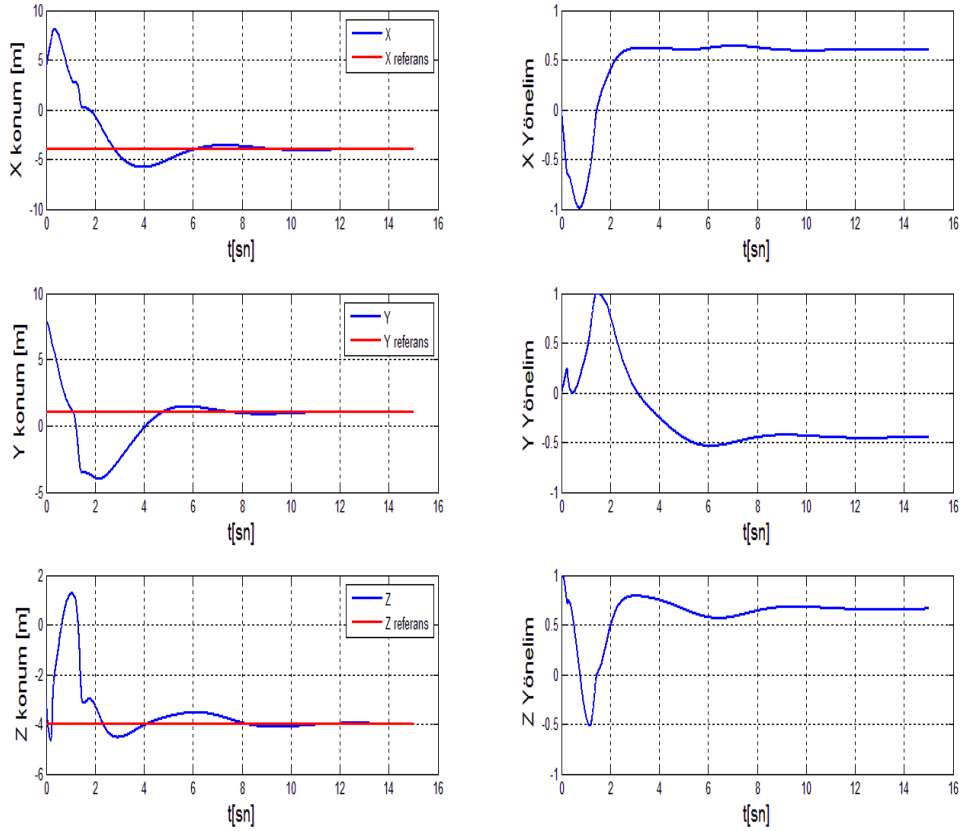 10
5
0
-5
-10
X konum [m]
X
X referans
0 2 4 6 8 10 12 14 16
t[sn]
1
0.5
0
-0.5
-1
X Yönelim
0 2 4 6 8 10 12 14 16
t[sn]
10
5
0
-5
Y konum [m]
Y
Y referans
0 2 4 6 8 10 12 14 16
t[sn]
1
0.5
0
-0.5
-1
Y Yönelim
0 2 4 6 8 10 12 14 16
t[sn]
2
0
-2
-4
-6
Z konum [m]
Z
Z referans
0 2 4 6 8 10 12 14 16
t[sn]
1
0.5
0
-0.5
-1
Z Yönelim
0 2 4 6 8 10 12 14 16
t[sn]